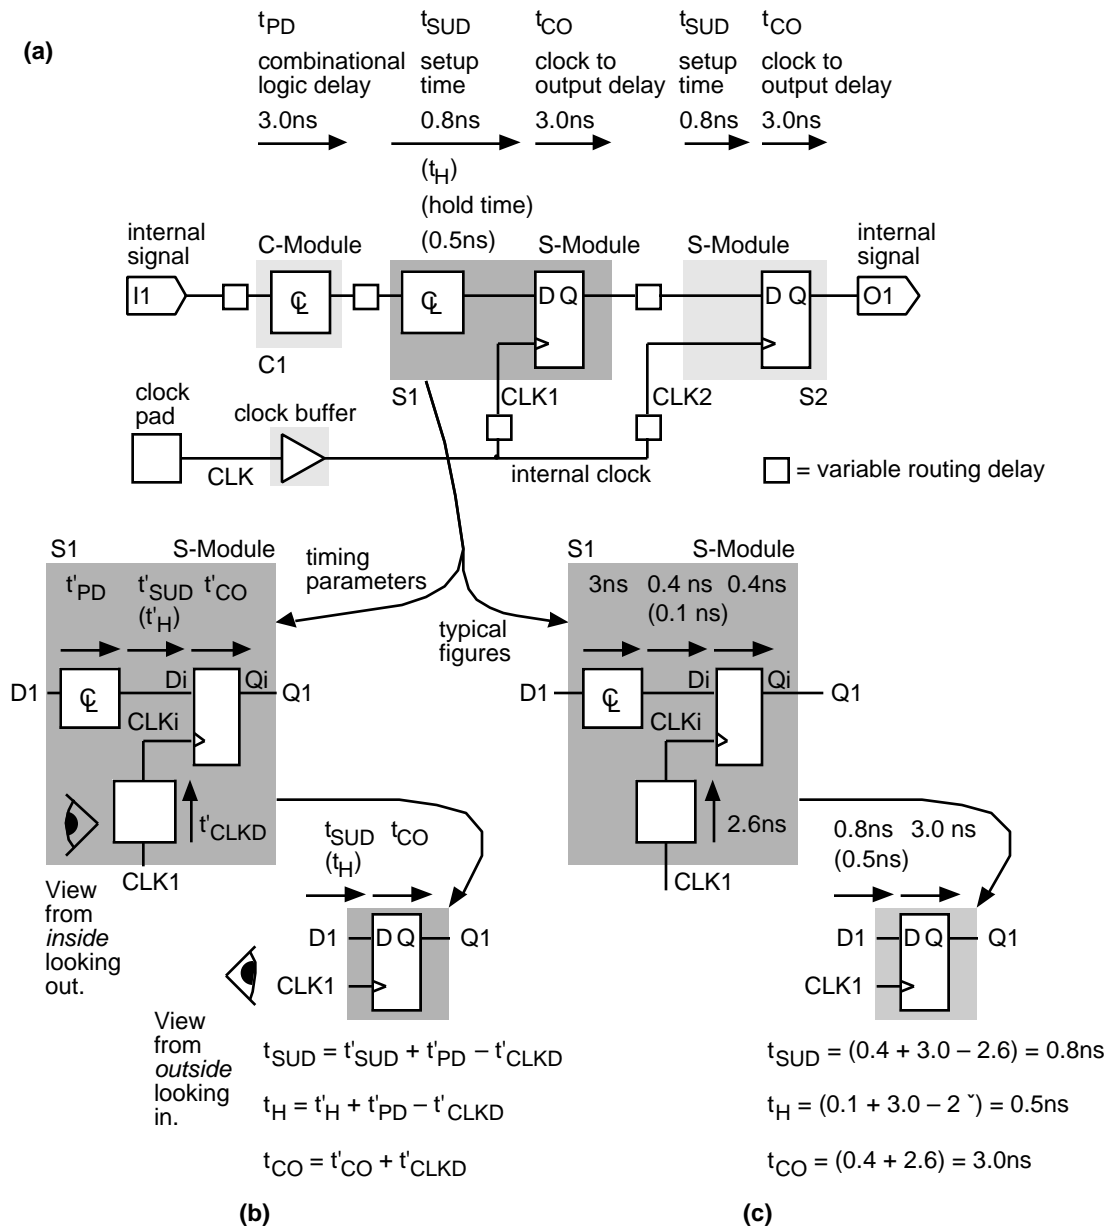 (a)
tPD tSUD tCO tSUD tCO
combinational logic delay
setup time
clock to output delay
setup time
clock to output delay
3.0ns 0.8ns 3.0ns 0.8ns 3.0ns
(tH)
(hold time)
(0.5ns)
internal signal
C-Module
S-Module
S-Module
internal signal
I1
D Q
D Q
O1
C1
S1
CLK1
CLK2
S2
clock pad
clock buffer
CLK
internal clock
= variable routing delay
S1 S-Module
t'PD t'SUD t'CO
(t'H)
timing parameters
D1
Di
Qi
Q1
CLKi
t'CLKD
CLK1
View from inside looking out.
S1 S-Module
3ns 0.4 ns 0.4ns
(0.1 ns)
typical figures
D1
Di
Qi
Q1
CLKi
2.6ns
CLK1
tSUD tCO
(tH)
D1 D Q Q1
CLK1
View from outside looking in.
0.8ns 3.0 ns
(0.5ns)
D1 D Q Q1
CLK1
tSUD = t'SUD + t'PD – t'CLKD
tH = t'H + t'PD – t'CLKD
tCO = t'CO + t'CLKD
(b)
tSUD = (0.4 + 3.0 – 2.6) = 0.8ns
tH = (0.1 + 3.0 – 2 ˇ) = 0.5ns
tCO = (0.4 + 2.6) = 3.0ns
(c)